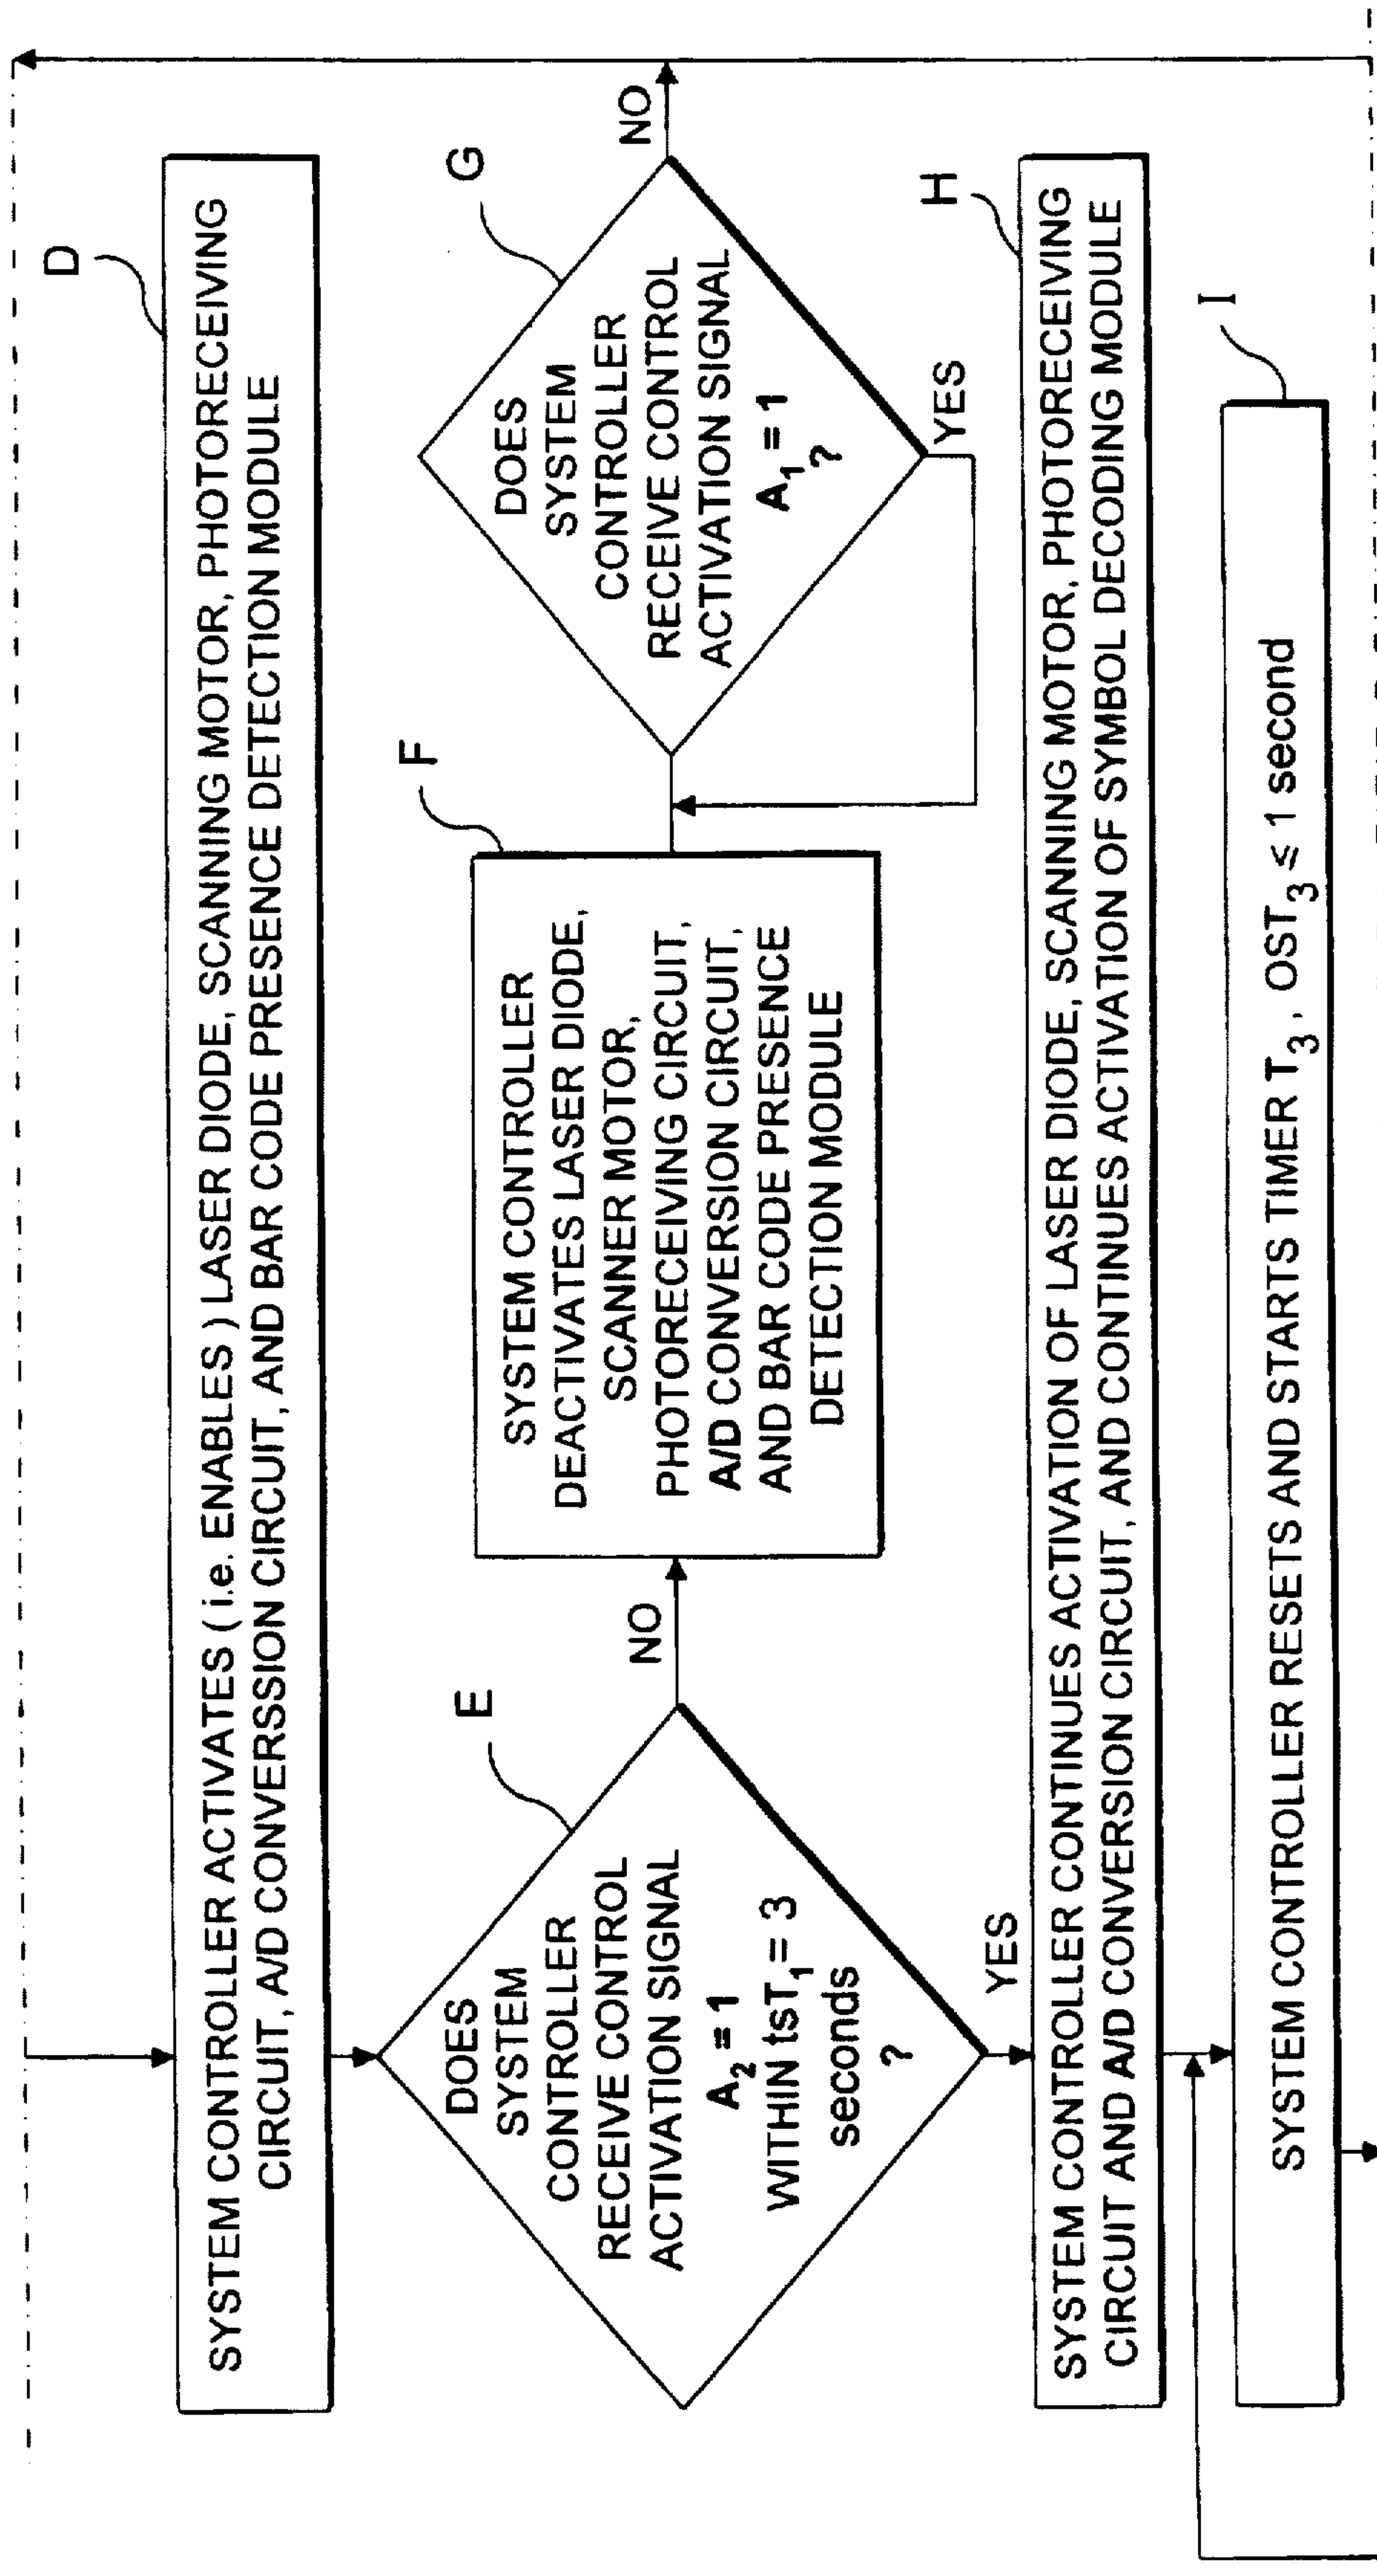 D
SYSTEM CONTROLLER ACTIVATES ( i.e. ENABLES ) LASER DIODE, SCANNING MOTOR, PHOTORECEIVING
CIRCUIT, A/D CONVERSSION CIRCUIT, AND BAR CODE PRESENCE DETECTION MODULE
E
DOES
SYSTEM
CONTROLLER
RECEIVE CONTROL
ACTIVATION SIGNAL
A2 = 1
WITHIN tsT1 = 3
seconds
?
NO
YES
F
SYSTEM CONTROLLER
DEACTIVATES LASER DIODE,
SCANNER MOTOR,
PHOTORECEIVING CIRCUIT,
A/D CONVERSION CIRCUIT,
AND BAR CODE PRESENCE
DETECTION MODULE
G
DOES
SYSTEM
CONTROLLER
RECEIVE CONTROL
ACTIVATION SIGNAL
A1 = 1
?
NO
YES
H
SYSTEM CONTROLLER CONTINUES ACTIVATION OF LASER DIODE, SCANNING MOTOR, PHOTORECEIVING
CIRCUIT AND A/D CONVERSION CIRCUIT, AND CONTINUES ACTIVATION OF SYMBOL DECODING MODULE
I
SYSTEM CONTROLLER RESETS AND STARTS TIMER T3, OST3 ≤ 1 second